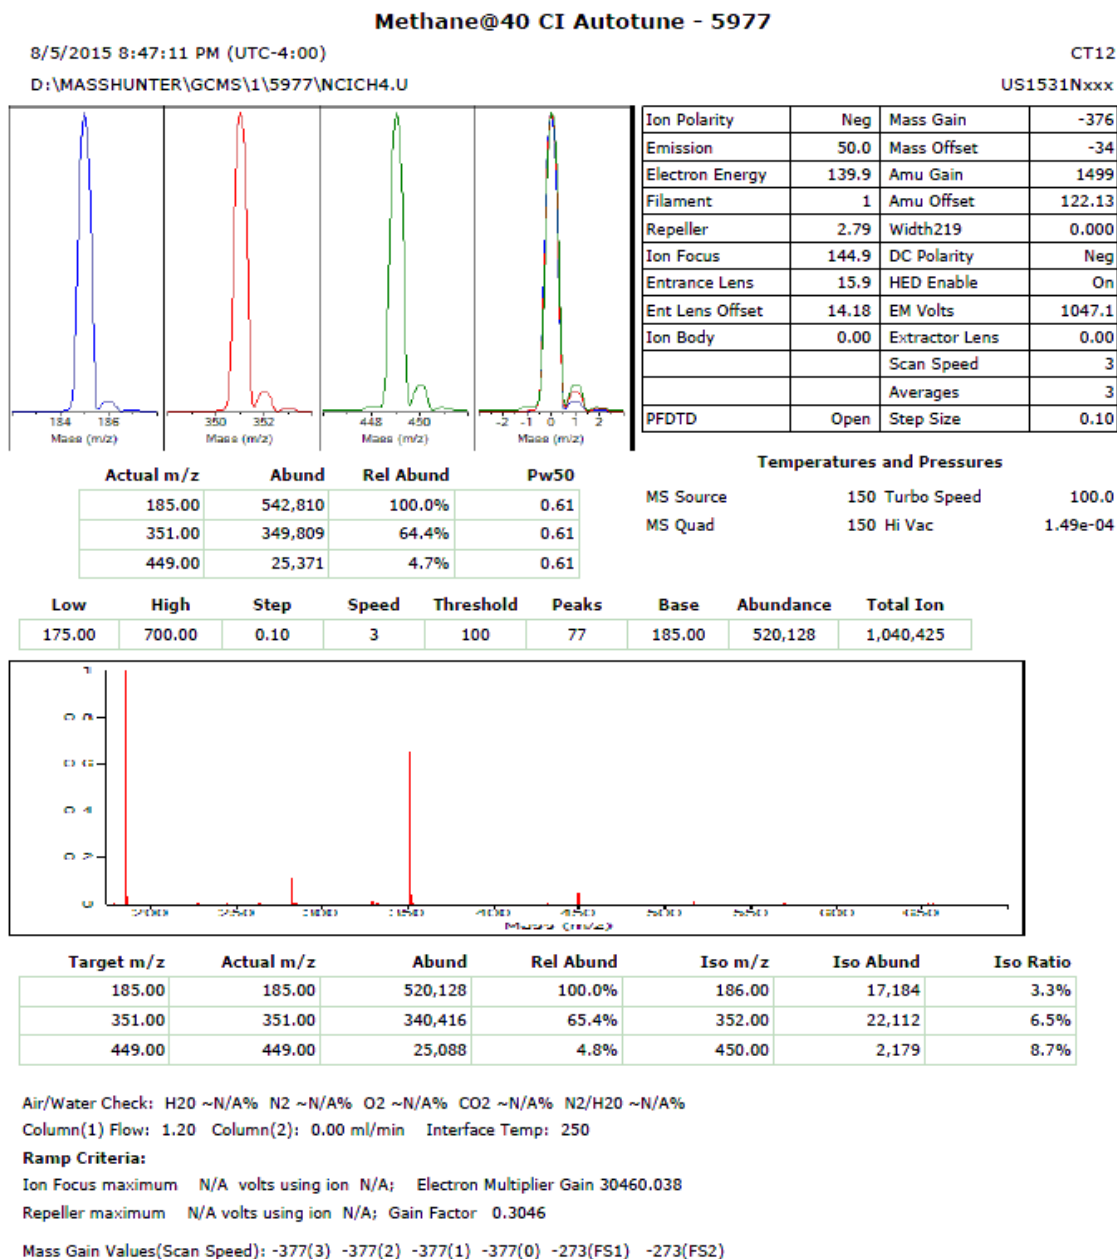 Methane@40 CI Autotune - 5977
8/5/2015 8:47:11 PM (UTC-4:00) CT12
D:\MASSHUNTER\GCMS\1\5977\NCICH4.U US1531Nxxx
Ion Polarity Neg Mass Gain -376
Emission 50.0 Mass Offset -34
Electron Energy 139.9 Amu Gain 1499
Filament 1 Amu Offset 122.13
Repeller 2.79 Width219 0.000
Ion Focus 144.9 DC Polarity Neg
Entrance Lens 15.9 HED Enable On
Ent Lens Offset 14.18 EM Volts 1047.1
Ion Body 0.00 Extractor Lens 0.00
Scan Speed 3
Averages 3
PFDTD Open Step Size 0.10
184 186 350 352 448 450 -2 -1 0 1 2
Mass (m/z) Mass (m/z) Mass (m/z) Mass (m/z)
Temperatures and Pressures
MS Source 150 Turbo Speed 100.0
MS Quad 150 Hi Vac 1.49e-04
Actual m/z Abund Rel Abund Pw50
185.00 542,810 100.0% 0.61
351.00 349,809 64.4% 0.61
449.00 25,371 4.7% 0.61
Low High Step Speed Threshold Peaks Base Abundance Total Ion
175.00 700.00 0.10 3 100 77 185.00 520,128 1,040,425
Mass (m/z)
Target m/z Actual m/z Abund Rel Abund Iso m/z Iso Abund Iso Ratio
185.00 185.00 520,128 100.0% 186.00 17,184 3.3%
351.00 351.00 340,416 65.4% 352.00 22,112 6.5%
449.00 449.00 25,088 4.8% 450.00 2,179 8.7%
Air/Water Check: H20 ~N/A% N2 ~N/A% O2 ~N/A% CO2 ~N/A% N2/H20 ~N/A%
Column(1) Flow: 1.20 Column(2): 0.00 ml/min Interface Temp: 250
Ramp Criteria:
Ion Focus maximum N/A volts using ion N/A; Electron Multiplier Gain 30460.038
Repeller maximum N/A volts using ion N/A; Gain Factor 0.3046
Mass Gain Values(Scan Speed): -377(3) -377(2) -377(1) -377(0) -273(FS1) -273(FS2)